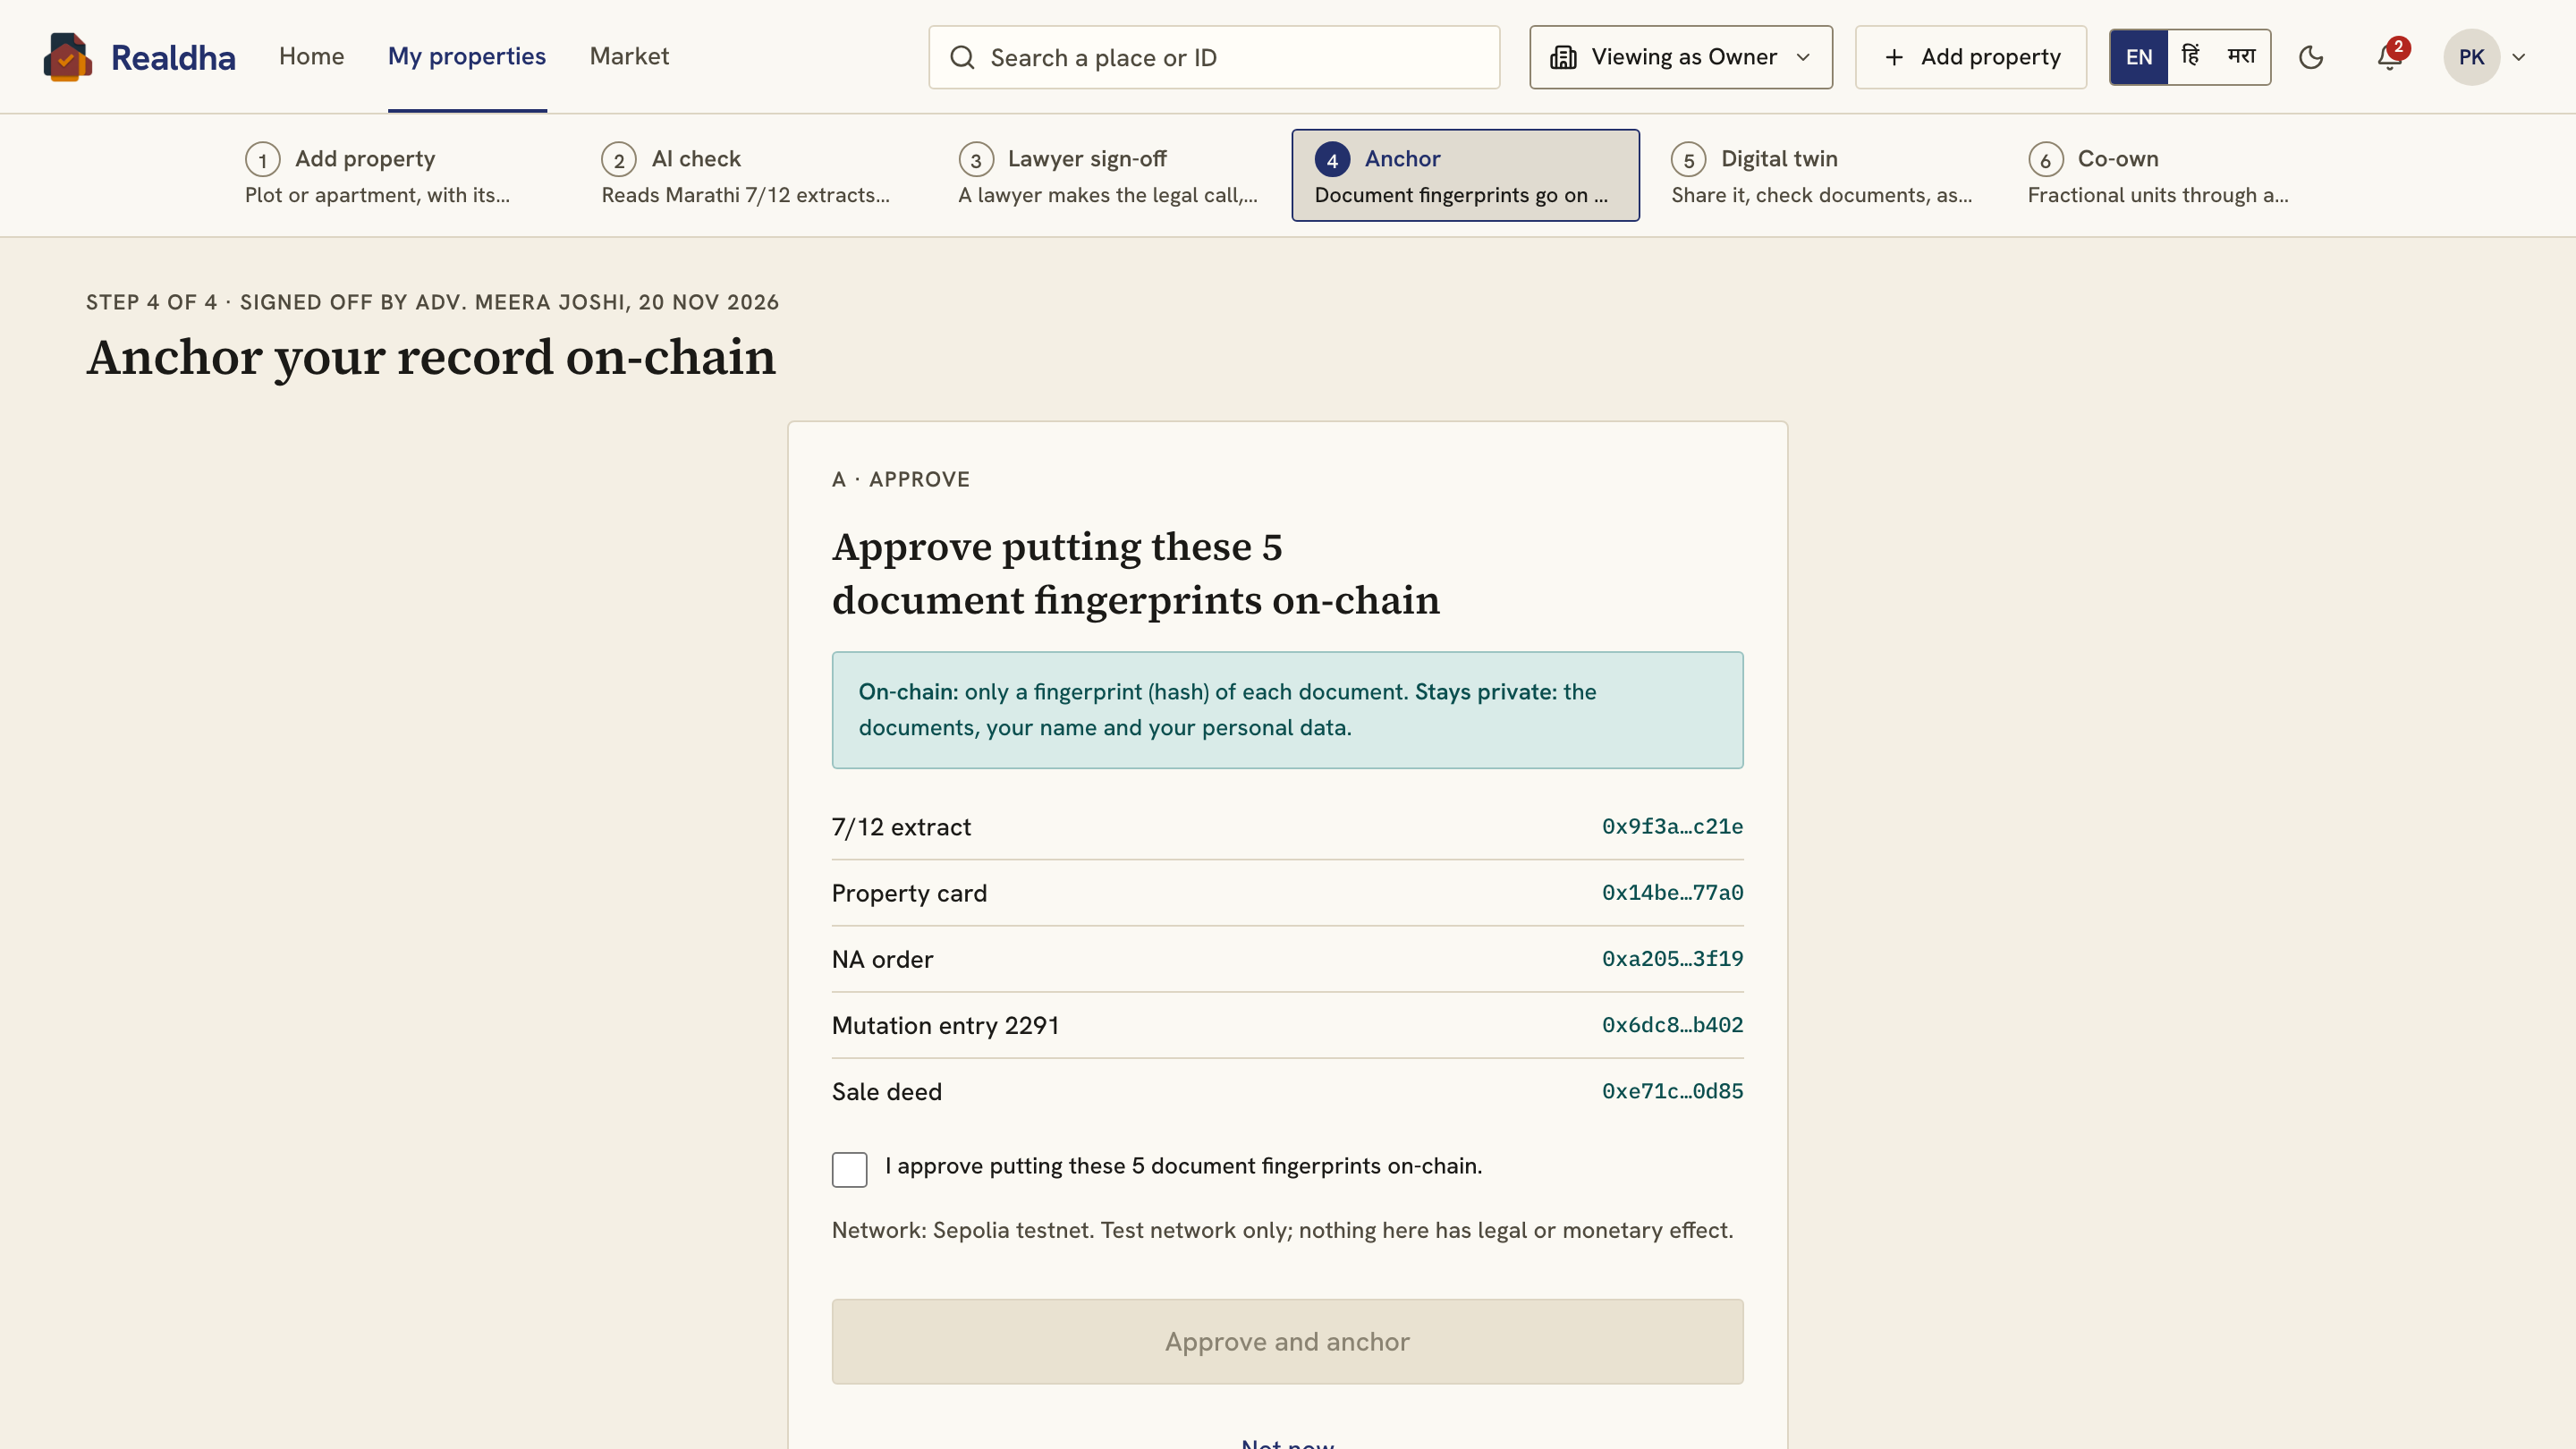 Realdha
Home
My properties
Market
Search a place or ID
Viewing as Owner
Add property
EN
हिं
मरा
2
PK
1 Add property
Plot or apartment, with its...
2 AI check
Reads Marathi 7/12 extracts...
3 Lawyer sign-off
A lawyer makes the legal call,...
4 Anchor
Document fingerprints go on ...
5 Digital twin
Share it, check documents, as...
6 Co-own
Fractional units through a...
STEP 4 OF 4 · SIGNED OFF BY ADV. MEERA JOSHI, 20 NOV 2026
Anchor your record on-chain
A · APPROVE
Approve putting these 5
document fingerprints on-chain
On-chain: only a fingerprint (hash) of each document. Stays private: the
documents, your name and your personal data.
7/12 extract 0x9f3a…c21e
Property card 0x14be…77a0
NA order 0xa205…3f19
Mutation entry 2291 0x6dc8…b402
Sale deed 0xe71c…0d85
I approve putting these 5 document fingerprints on-chain.
Network: Sepolia testnet. Test network only; nothing here has legal or monetary effect.
Approve and anchor
Not now